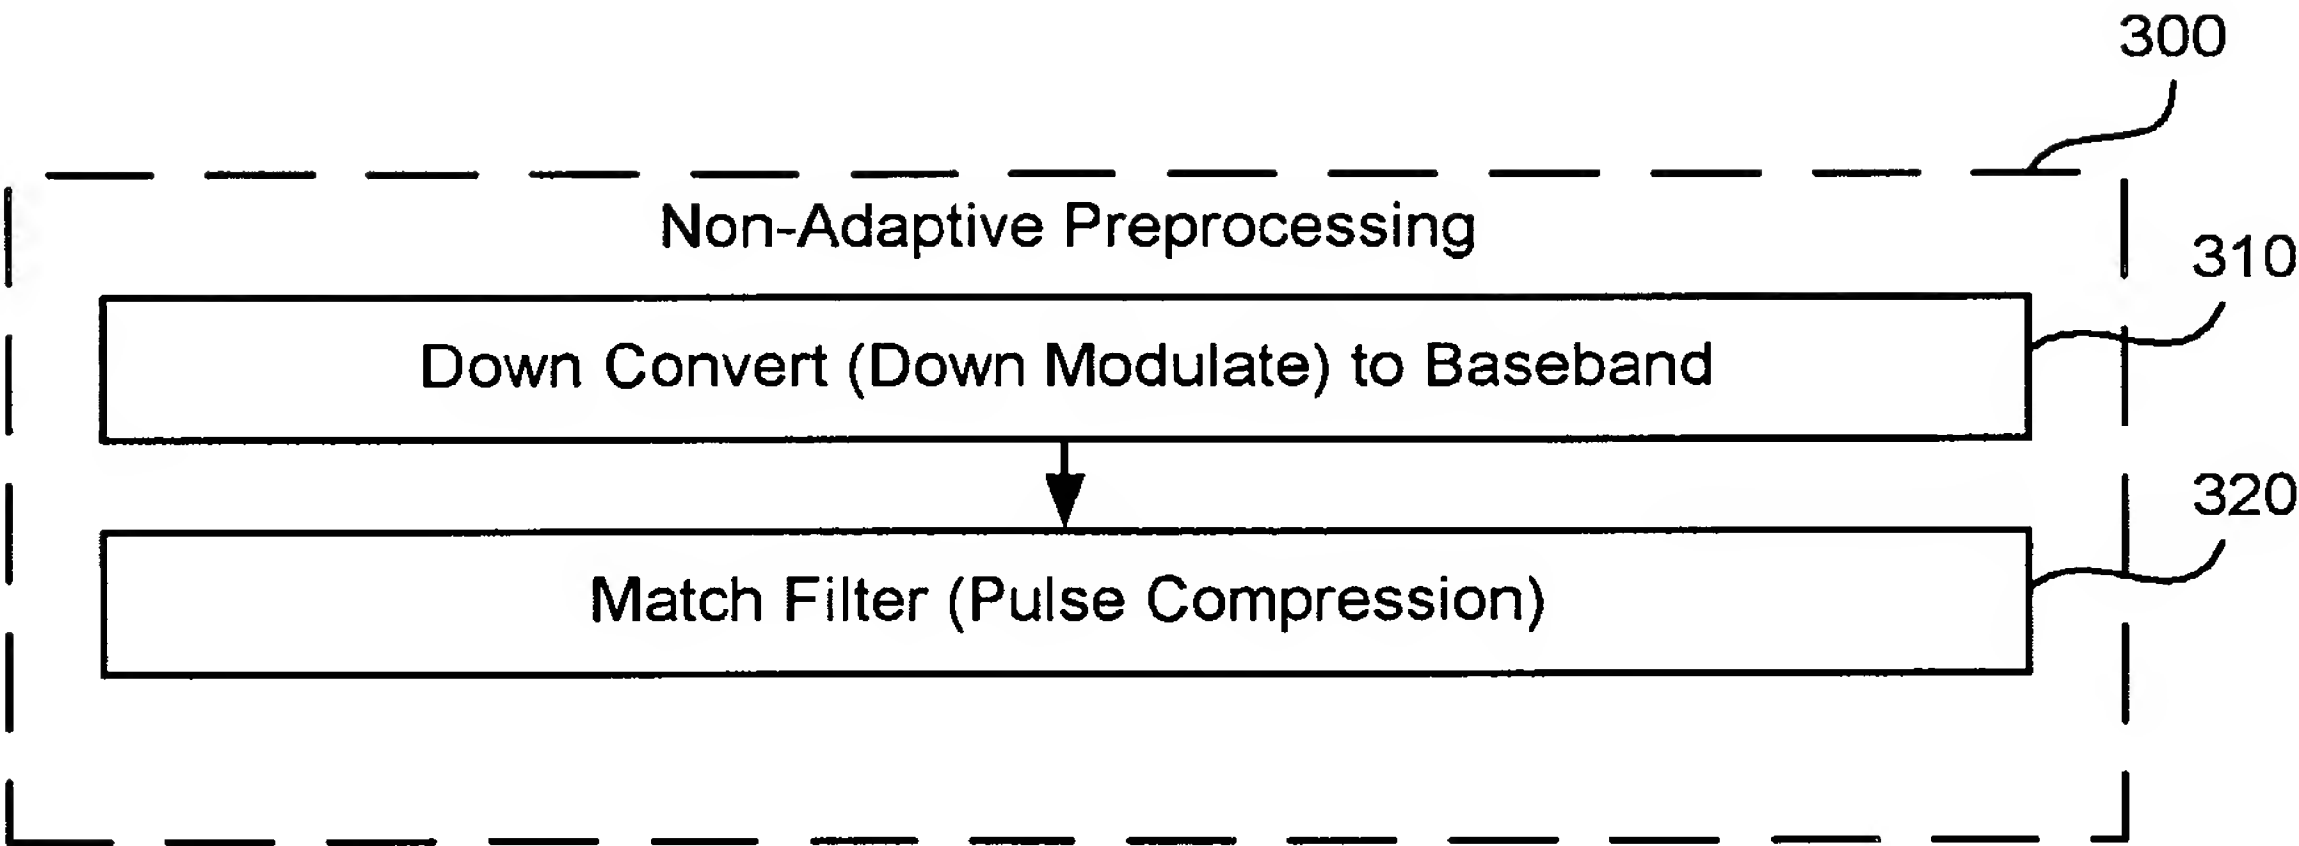 300
Non-Adaptive Preprocessing
310
Down Convert (Down Modulate) to Baseband
320
Match Filter (Pulse Compression)